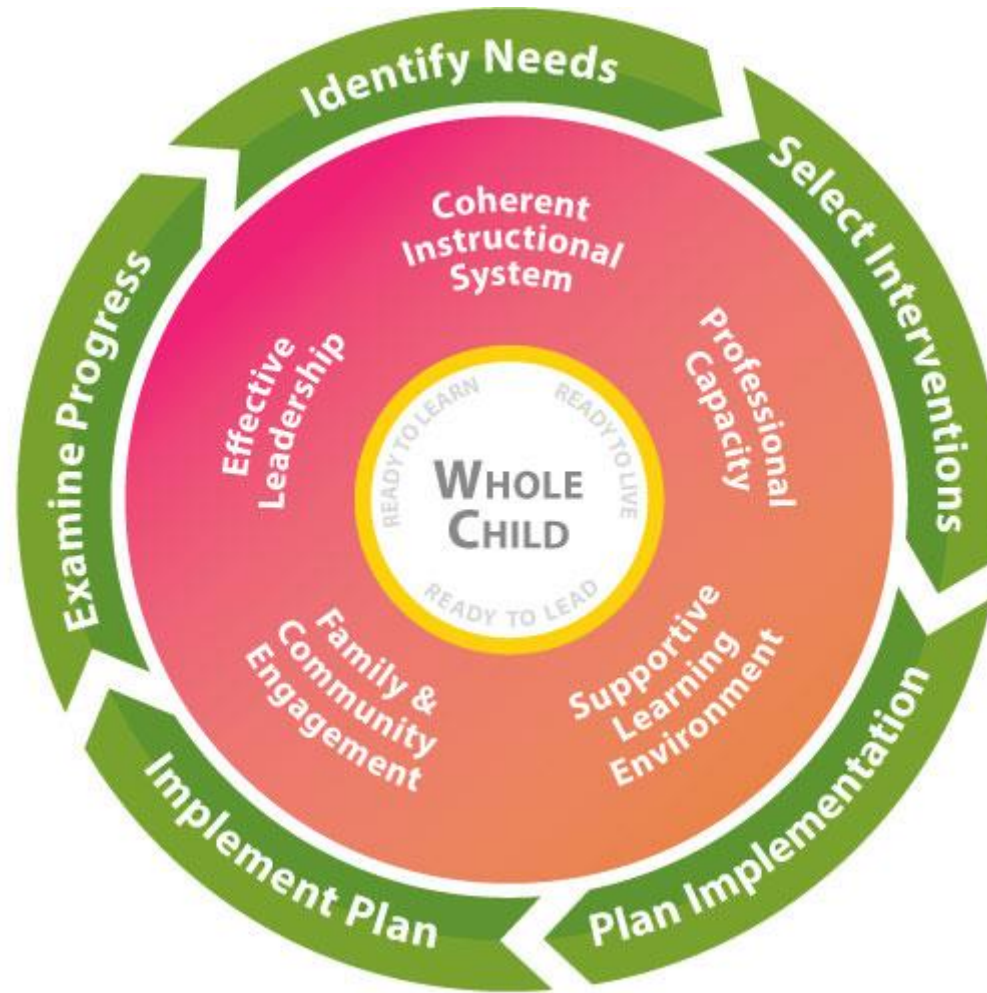 Identify Needs
Select Interventions
Plan Implementation
Implement Plan
Examine Progress
Coherent
Instructional
System
Professional
Capacity
Supportive
Learning
Environment
Family &
Community
Engagement
Effective
Leadership
READY TO LEARN
READY TO LIVE
READY TO LEAD
WHOLE
CHILD